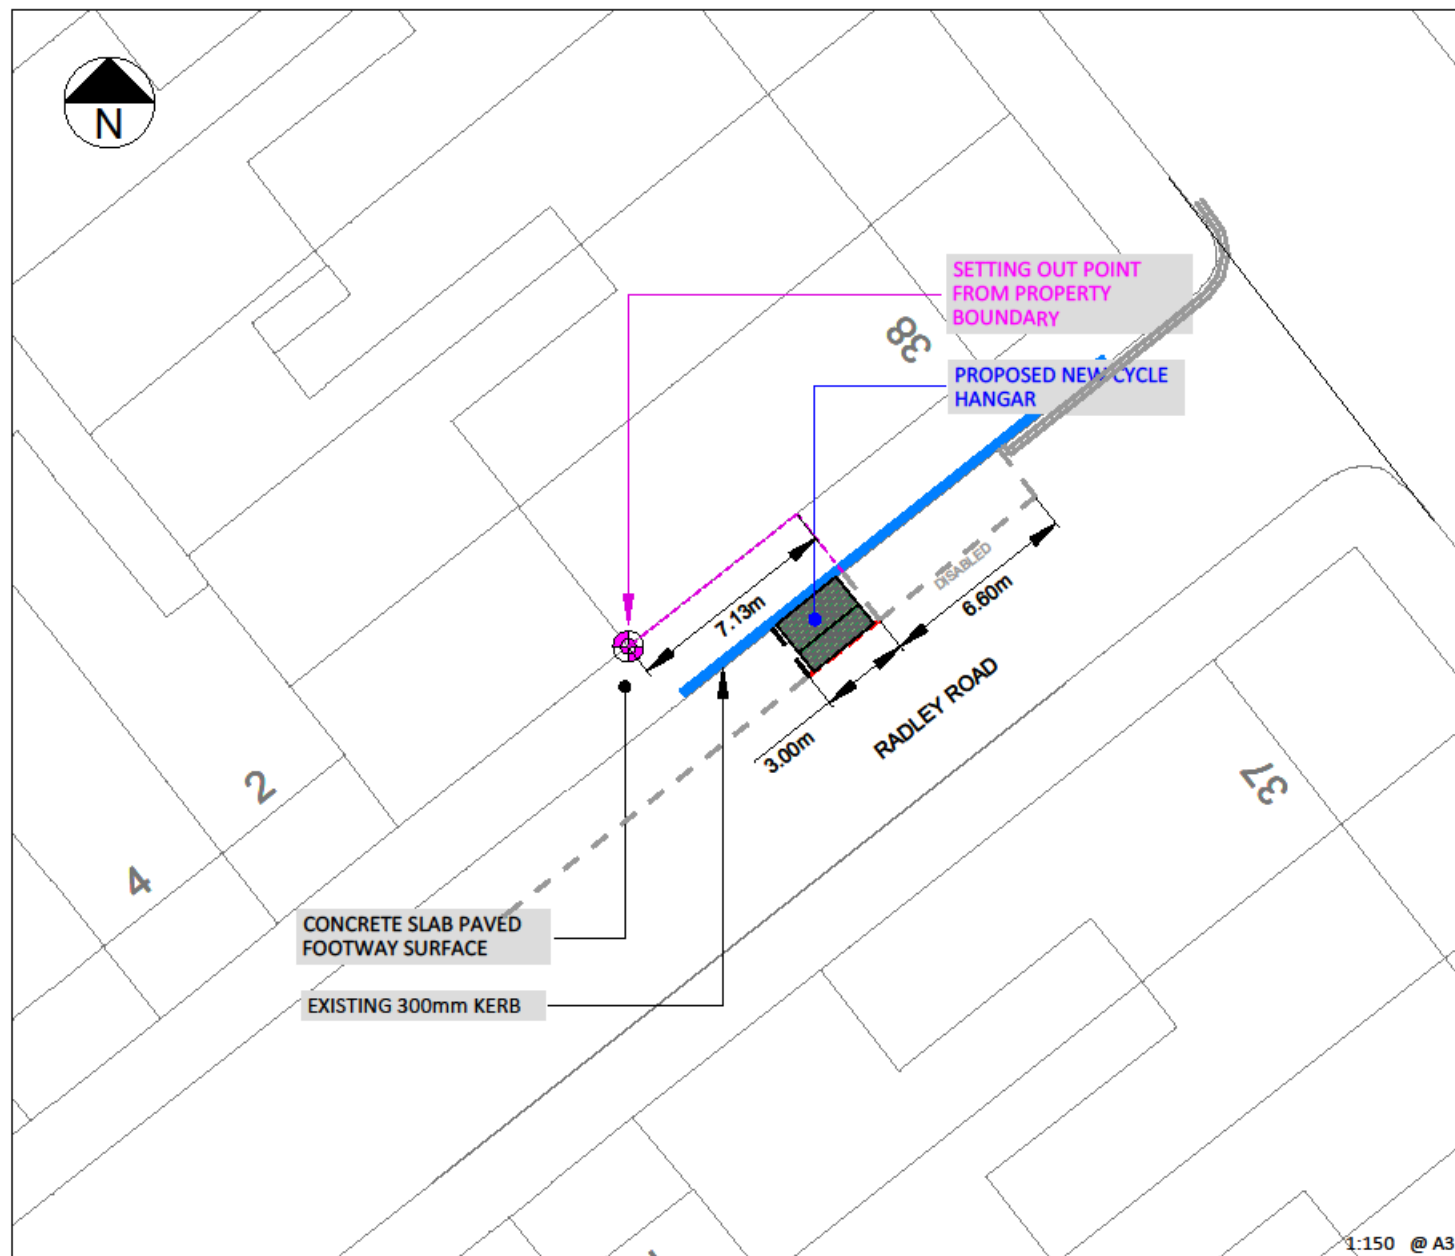 N
SETTING OUT POINT
FROM PROPERTY
BOUNDARY
38
PROPOSED NEW CYCLE
HANGAR
DISABLED
6.60m
7.13m
RADLEY ROAD
3.00m
37
2
4
CONCRETE SLAB PAVED
FOOTWAY SURFACE
EXISTING 300mm KERB
1:150 @ A3